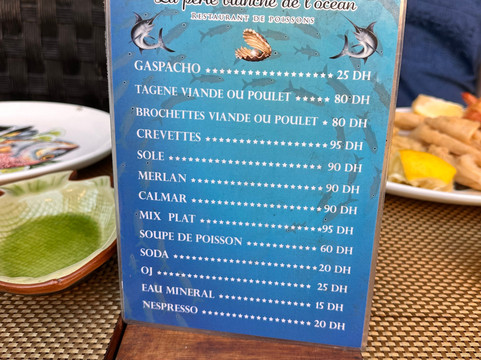 La perle blanche de l'océan
RESTAURANT DE POISSONS
GASPACHO ******************** 25 DH
TAGENE VIANDE OU POULET ***** 80 DH
BROCHETTES VIANDE OU POULET * 80 DH
CREVETTES ******************** 95 DH
SOLE ************************* 90 DH
MERLAN *********************** 90 DH
CALMAR *********************** 90 DH
MIX PLAT ********************* 95 DH
SOUPE DE POISSON ************ 60 DH
SODA ************************* 20 DH
OJ *************************** 25 DH
EAU MINERAL ***************** 15 DH
NESPRESSO ******************* 20 DH